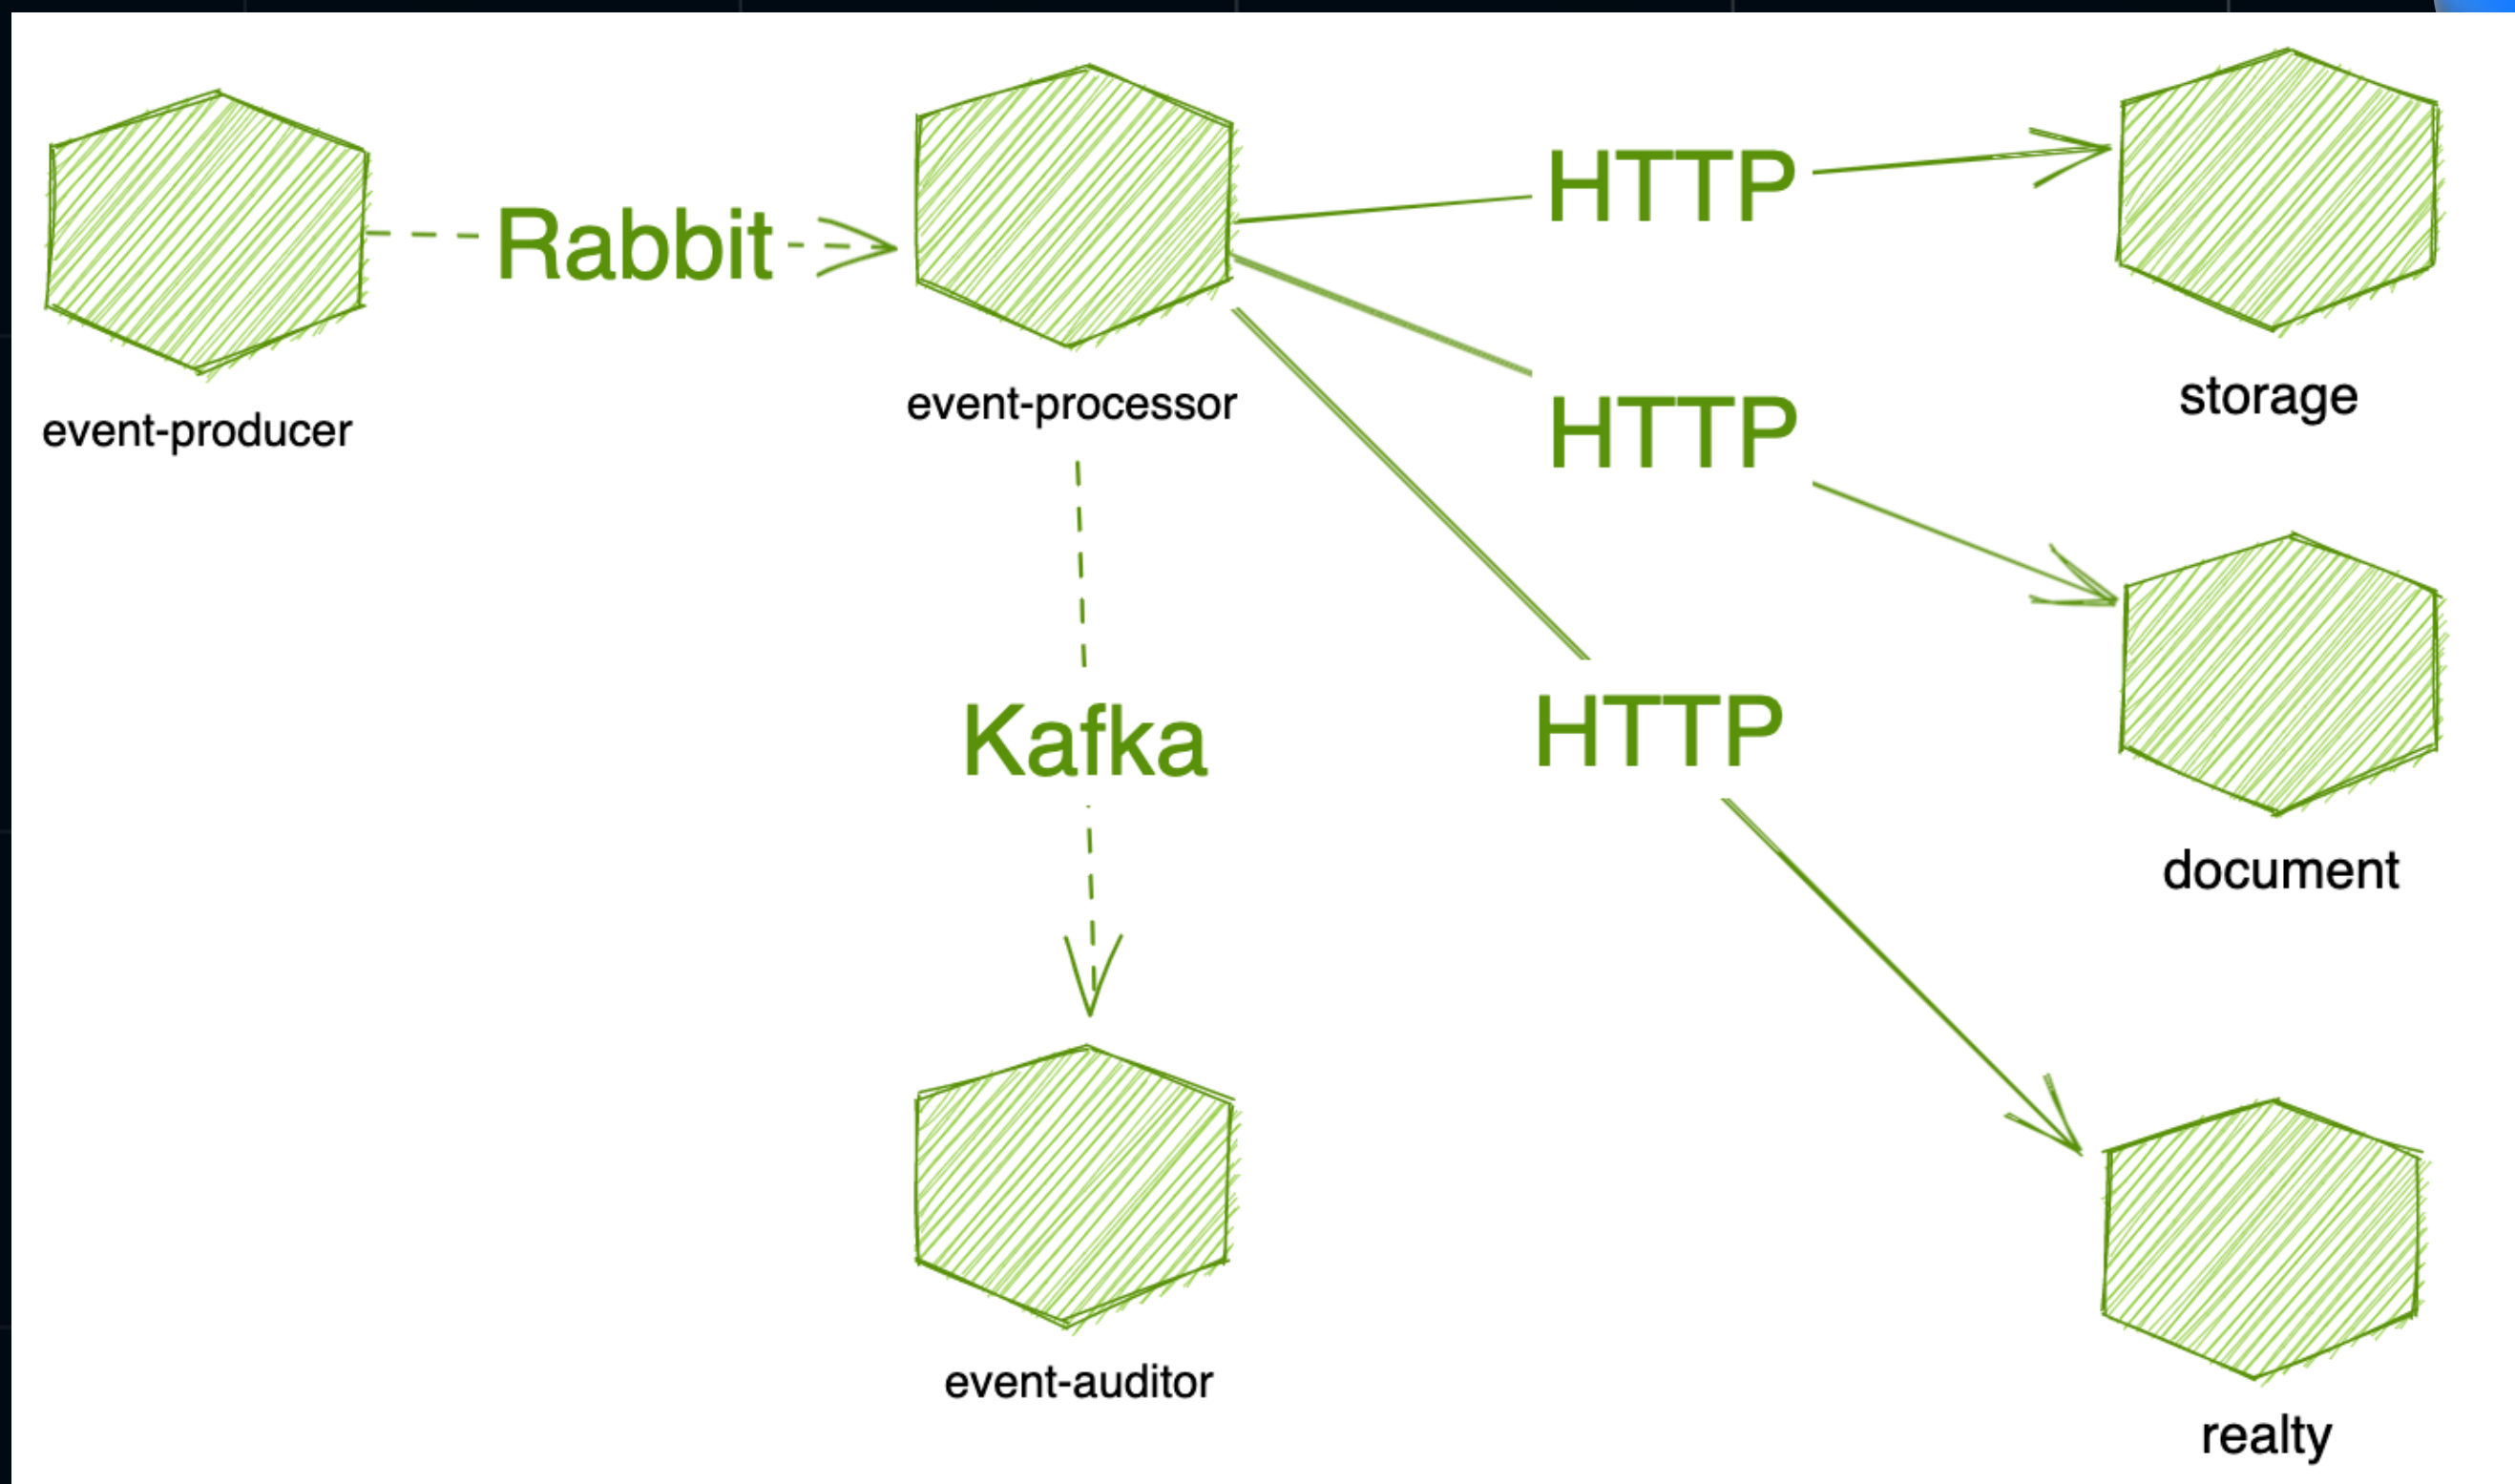 Rabbit
HTTP
event-producer
event-processor
storage
HTTP
Kafka
HTTP
document
event-auditor
realty